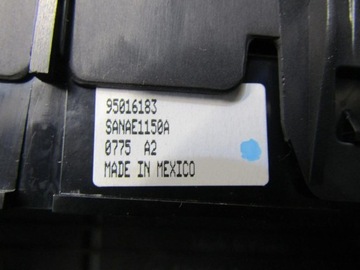 95016183
SANAE1150A
0775 A2
MADE IN MEXICO